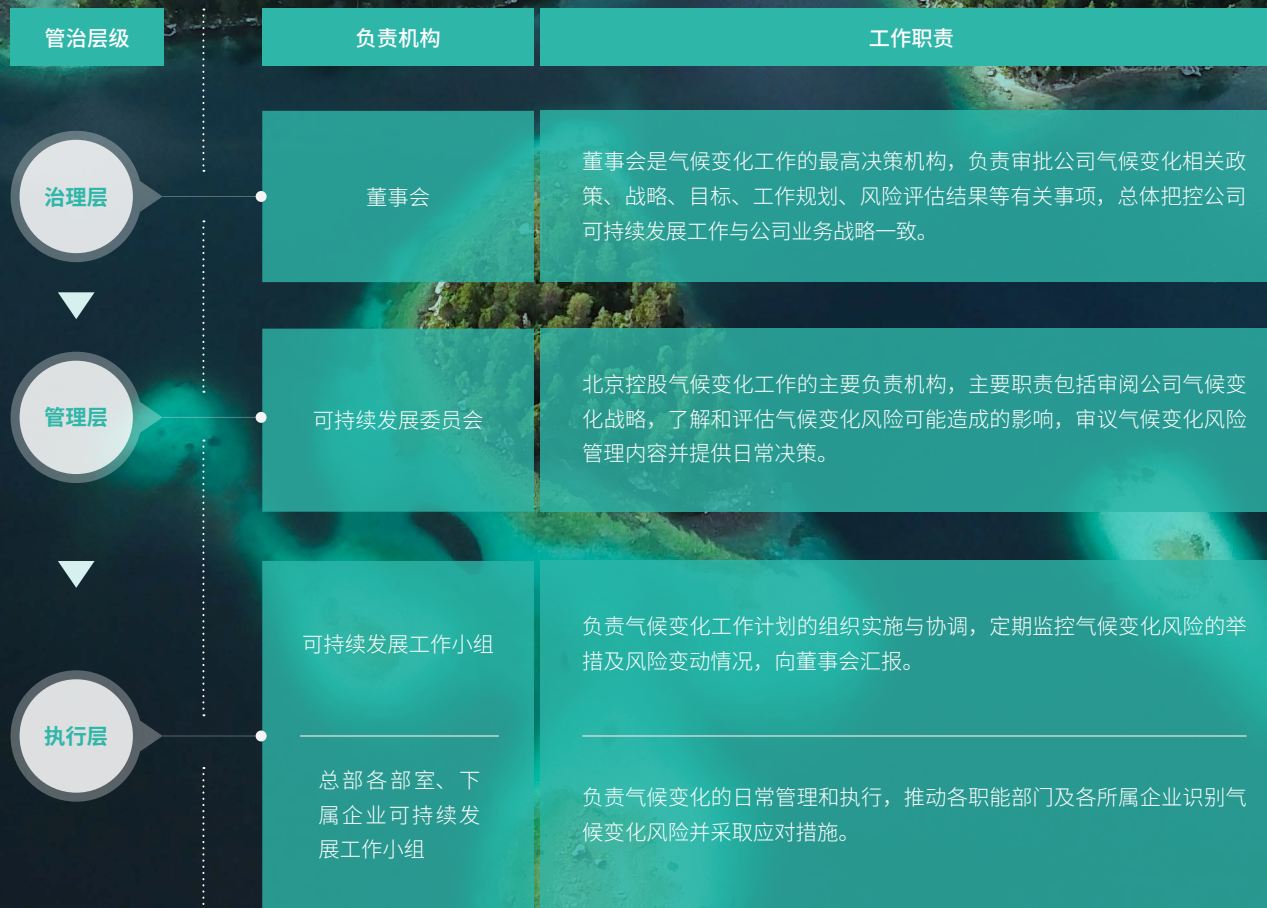 管治层级
负责机构
工作职责
治理层
董事会
董事会是气候变化工作的最高决策机构，负责审批公司气候变化相关政
策、战略、目标、工作规划、风险评估结果等有关事项，总体把控公司
可持续发展工作与公司业务战略一致。
管理层
可持续发展委员会
北京控股气候变化工作的主要负责机构，主要职责包括审阅公司气候变
化战略，了解和评估气候变化风险可能造成的影响，审议气候变化风险
管理内容并提供日常决策。
执行层
可持续发展工作小组
负责气候变化工作计划的组织实施与协调，定期监控气候变化风险的举
措及风险变动情况，向董事会汇报。
总部各部室、下
属企业可持续发
展工作小组
负责气候变化的日常管理和执行，推动各职能部门及各所属企业识别气
候变化风险并采取应对措施。